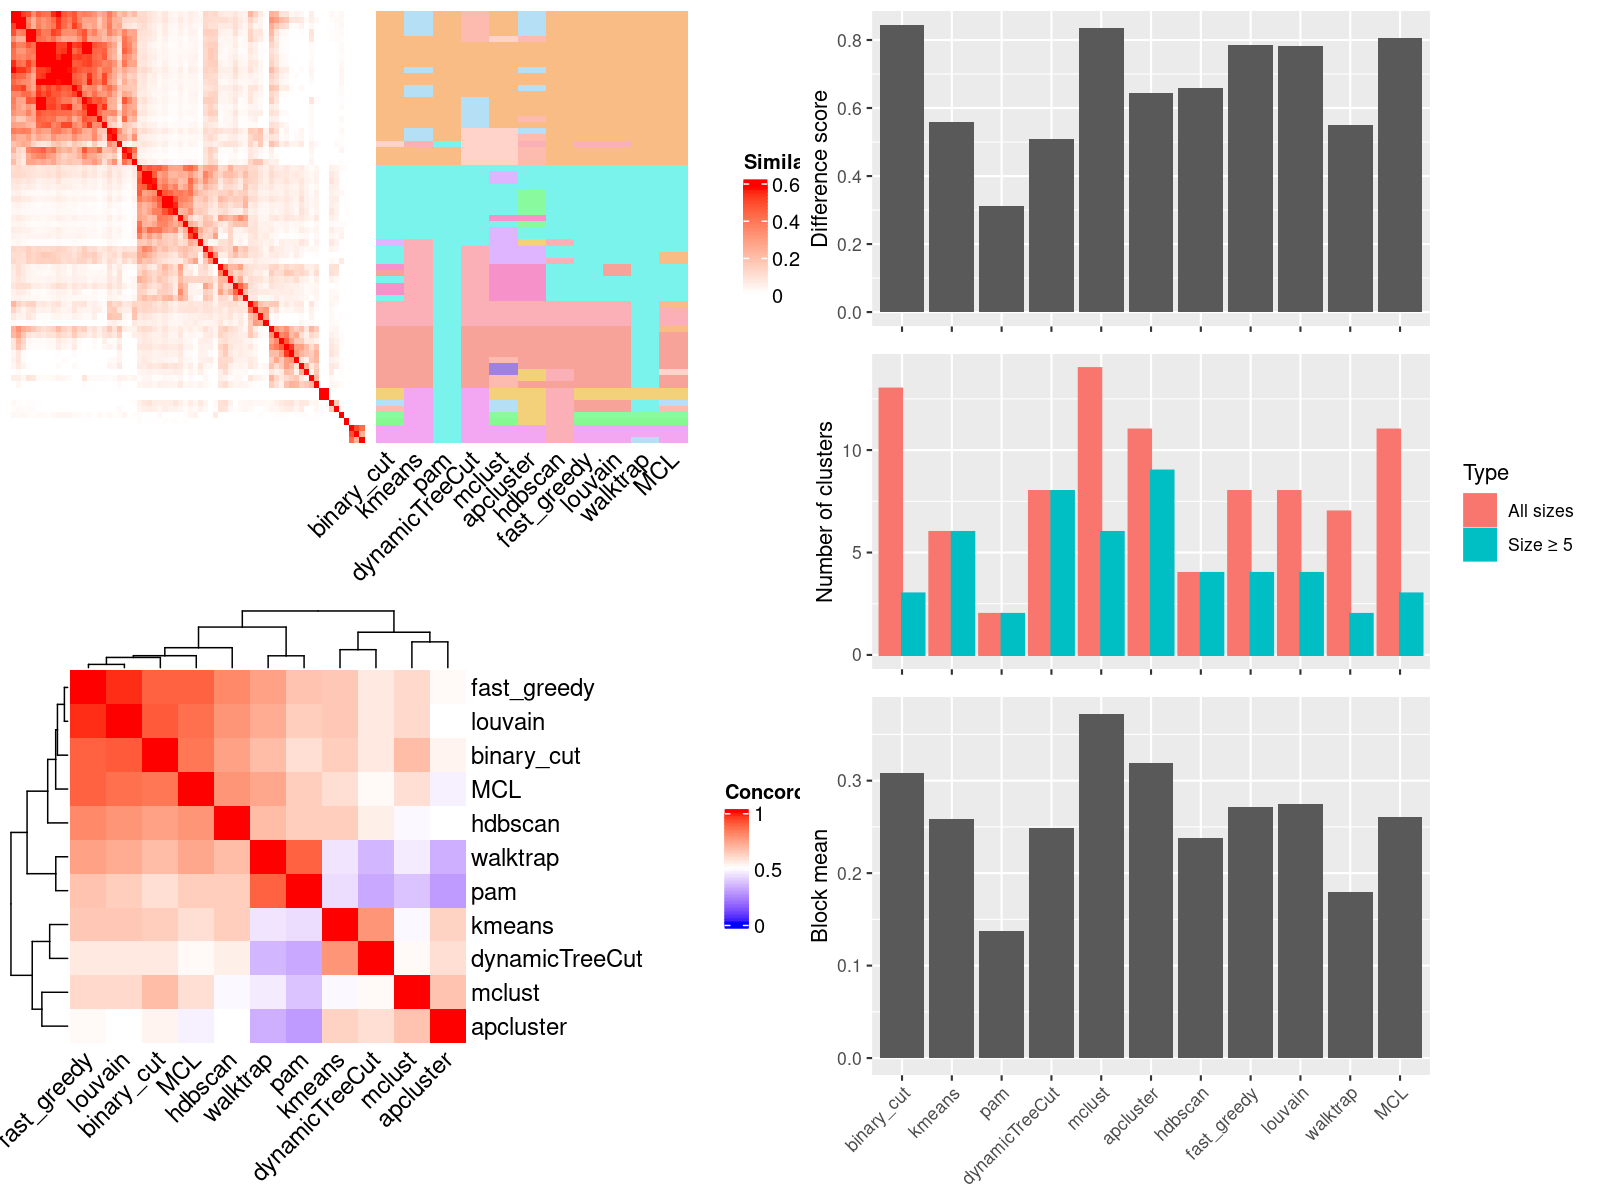 Simila
0.6
0.4
0.2
0
binary_cut
kmeans
pam
dynamicTreeCut
mclust
apcluster
hdbscan
fast_greedy
louvain
walktrap
MCL
fast_greedy
louvain
binary_cut
MCL
hdbscan
walktrap
pam
kmeans
dynamicTreeCut
mclust
apcluster
fast_greedy
louvain
binary_cut
MCL
hdbscan
walktrap
pam
kmeans
dynamicTreeCut
mclust
apcluster
Concord
1
0.5
0
Difference score
0.8
0.6
0.4
0.2
0.0
Number of clusters
10
5
0
Type
All sizes
Size ≥ 5
Block mean
0.3
0.2
0.1
0.0
binary_cut
kmeans
pam
dynamicTreeCut
mclust
apcluster
hdbscan
fast_greedy
louvain
walktrap
MCL